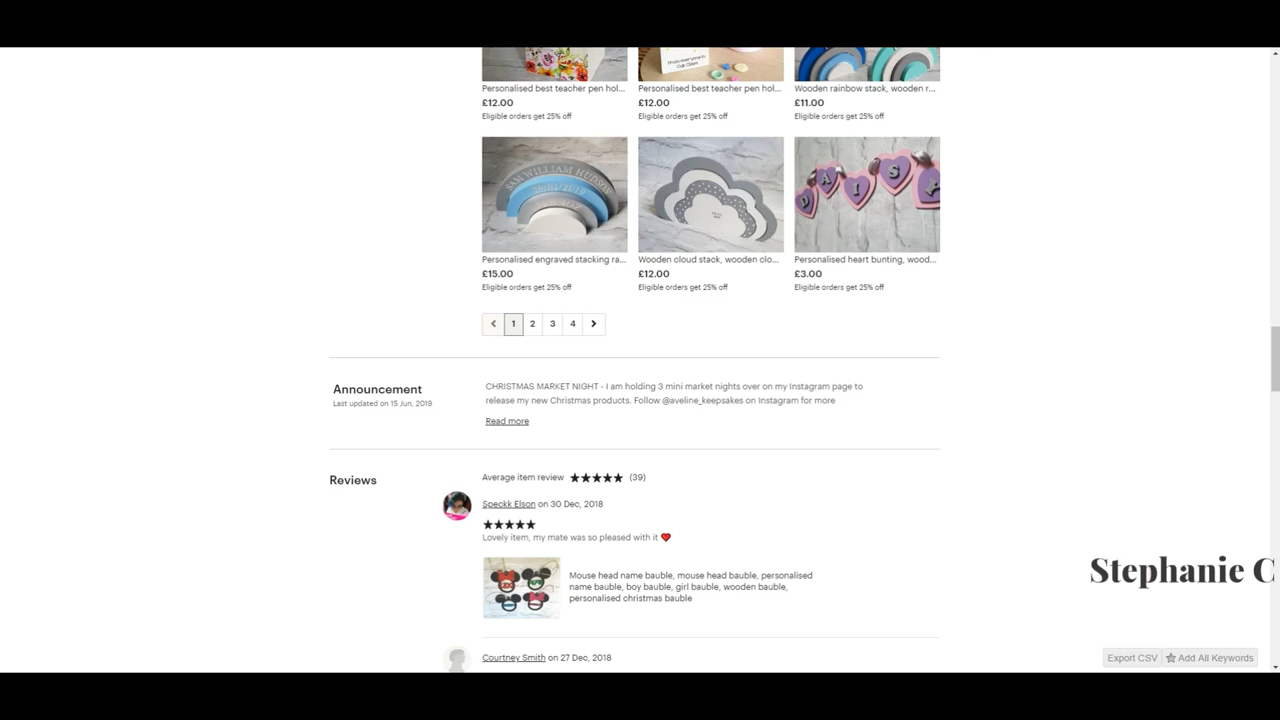 Personalised best teacher pen hol...
Personalised best teacher pen hol...
Wooden rainbow stack, wooden r...
£12.00
£12.00
£11.00
Eligible orders get 25% off
Eligible orders get 25% off
Eligible orders get 25% off
SAM WILLIAM HUDSON
DAISY
Personalised engraved stacking ra...
Wooden cloud stack, wooden clo...
Personalised heart bunting, wood...
£15.00
£12.00
£3.00
Eligible orders get 25% off
Eligible orders get 25% off
Eligible orders get 25% off
1 2 3 4
Announcement
Last updated on 15 Jun, 2019
CHRISTMAS MARKET NIGHT - I am holding 3 mini market nights over on my Instagram page to
release my new Christmas products. Follow @aveline_keepsakes on Instagram for more
Read more
Reviews
Average item review ★★★★★ (39)
Speckk Elson on 30 Dec, 2018
★★★★★
Lovely item, my mate was so pleased with it ❤
Mouse head name bauble, mouse head bauble, personalised
name bauble, boy bauble, girl bauble, wooden bauble,
personalised christmas bauble
Stephanie C
Courtney Smith on 27 Dec, 2018
Export CSV
Add All Keywords